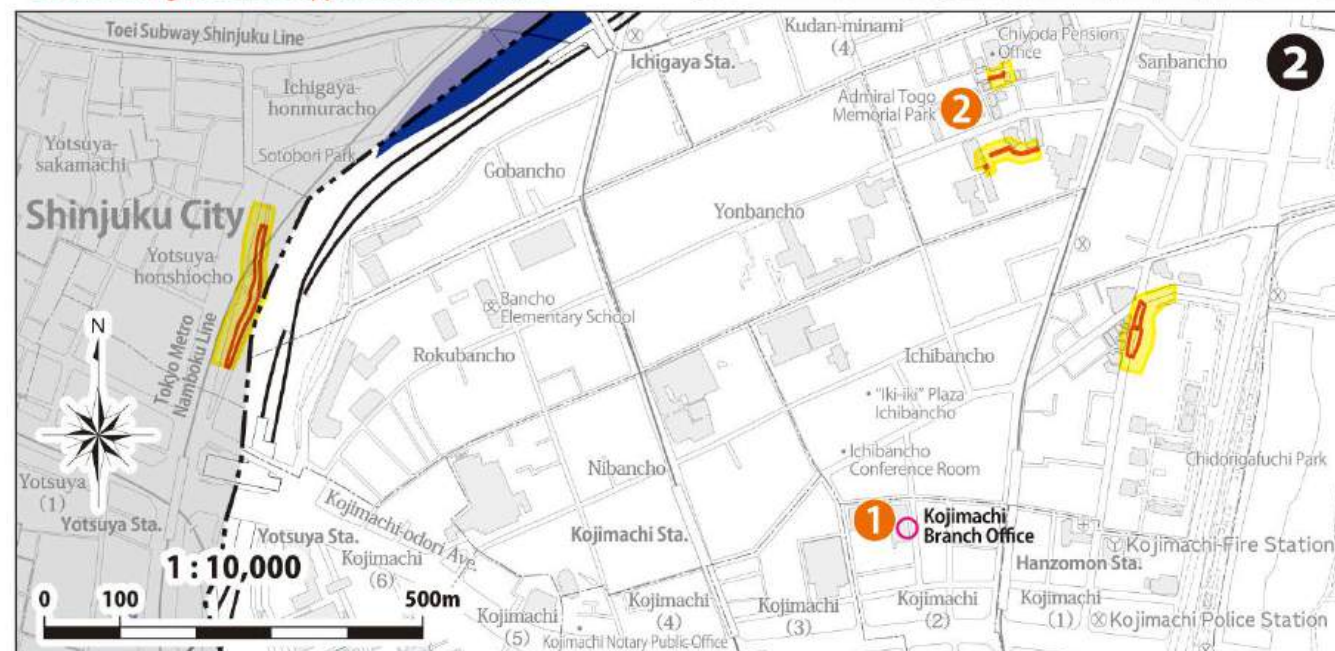 Toei Subway Shinjuku Line
Kudan-minami
(4)
Chiyoda Pension
Office
Sanbancho
2
Ichigaya Sta.
Ichigaya-
honmuracho
Admiral Togo
Memorial Park
2
Yotsuya-
sakamachi
Sotobori Park
Gobancho
Shinjuku City
Yonbancho
Yotsuya-
honshiocho
N
Bancho
Elementary School
Tokyo Metro
Namboku Line
Rokubancho
Ichibancho
"Iki-iki" Plaza
Ichibancho
Ichibancho
Conference Room
Nibancho
Chidorigafuchi Park
Yotsuya
(1)
Yotsuya Sta.
Kojimachi-odori Ave.
1
Kojimachi
Branch Office
Yotsuya Sta.
Kojimachi Sta.
Kojimachi Fire Station
Hanzomon Sta.
1 : 10,000
Kojimachi
(6)
0 100 500m
Kojimachi
(5)
Kojimachi
(4)
Kojimachi
(3)
Kojimachi
(2)
Kojimachi
(1)
Kojimachi Police Station
Kojimachi Notary Public Office